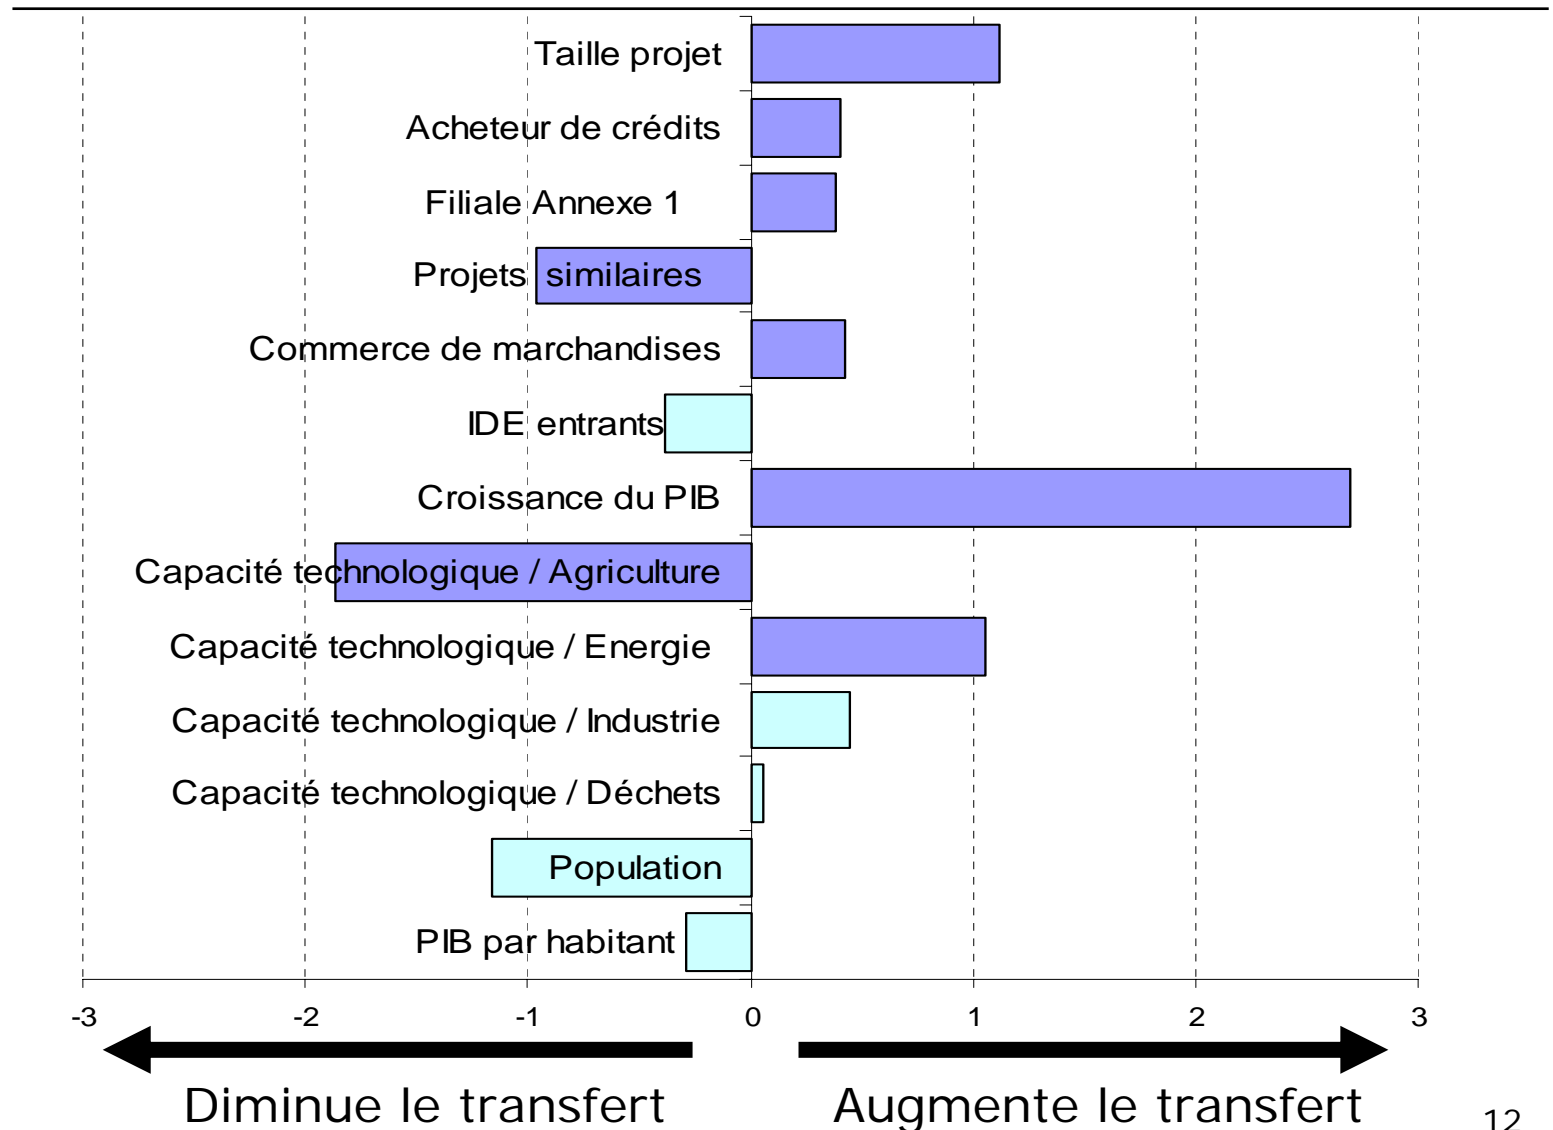 Taille projet
Acheteur de crédits
Filiale Annexe 1
Projets similaires
Commerce de marchandises
IDE entrants
Croissance du PIB
Capacité technologique / Agriculture
Capacité technologique / Energie
Capacité technologique / Industrie
Capacité technologique / Déchets
Population
PIB par habitant
-3 -2 -1 0 1 2 3
Diminue le transfert Augmente le transfert
12